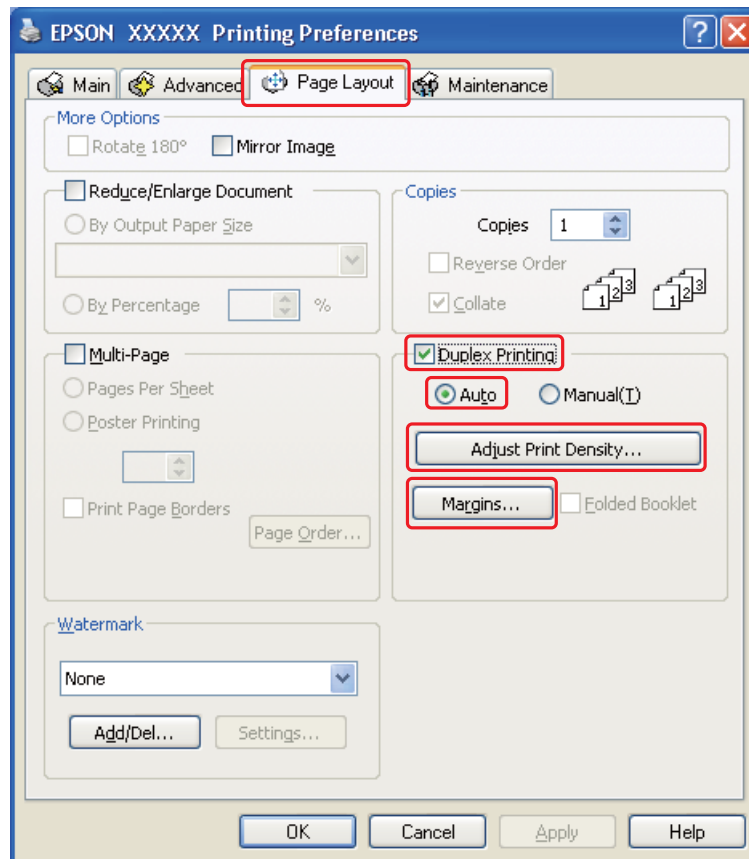 EPSON XXXXX Printing Preferences
Main
Advanced
Page Layout
Maintenance
More Options
Rotate 180°
Mirror Image
Reduce/Enlarge Document
By Output Paper Size
By Percentage
%
Copies
Copies 1
Reverse Order
Collate
1 2 3 1 2 3
Multi-Page
Pages Per Sheet
Poster Printing
Print Page Borders
Page Order...
Duplex Printing
Auto
Manual(T)
Adjust Print Density...
Margins...
Folded Booklet
Watermark
None
Add/Del...
Settings...
OK
Cancel
Apply
Help